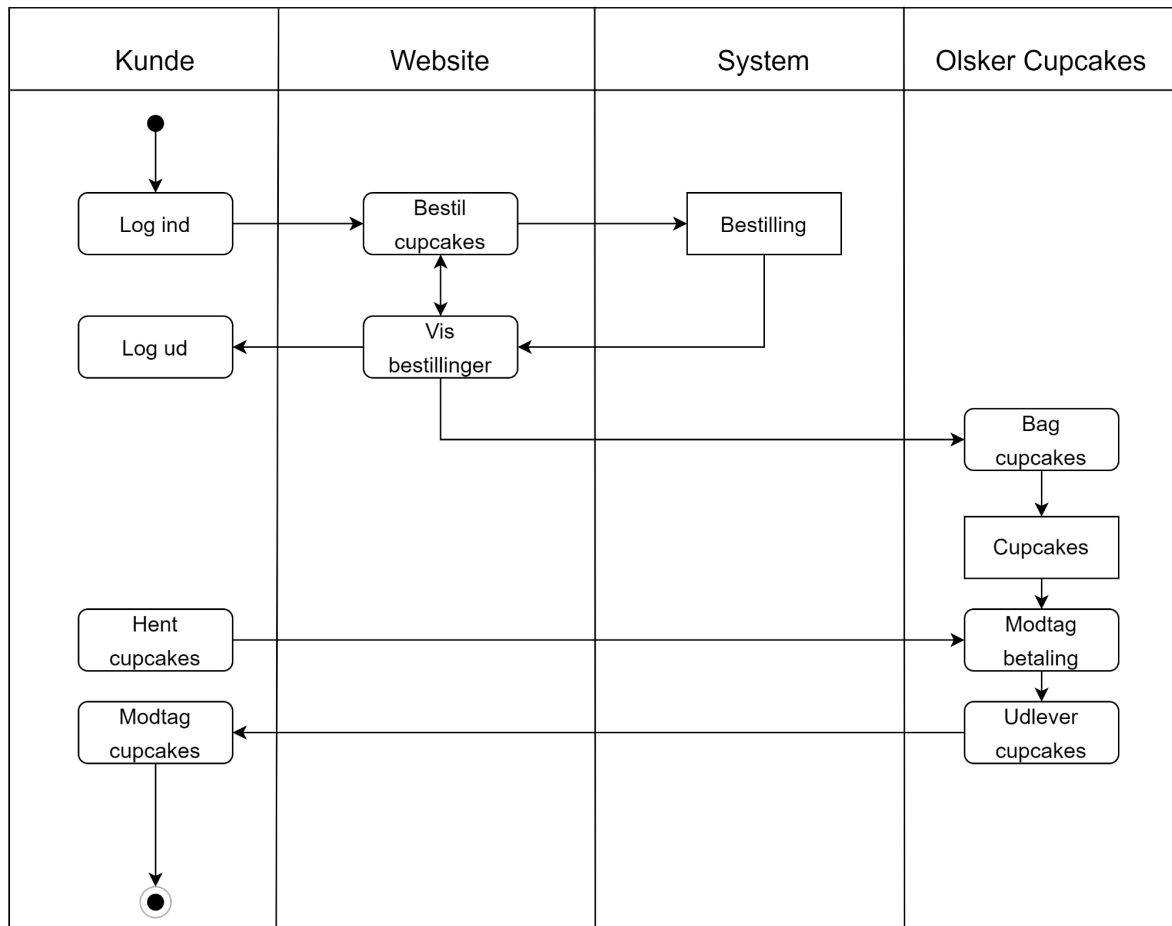 Kunde
Website
System
Olsker Cupcakes
Log ind
Bestil
cupcakes
Bestilling
Log ud
Vis
bestillinger
Bag
cupcakes
Cupcakes
Hent
cupcakes
Modtag
betaling
Modtag
cupcakes
Udlever
cupcakes